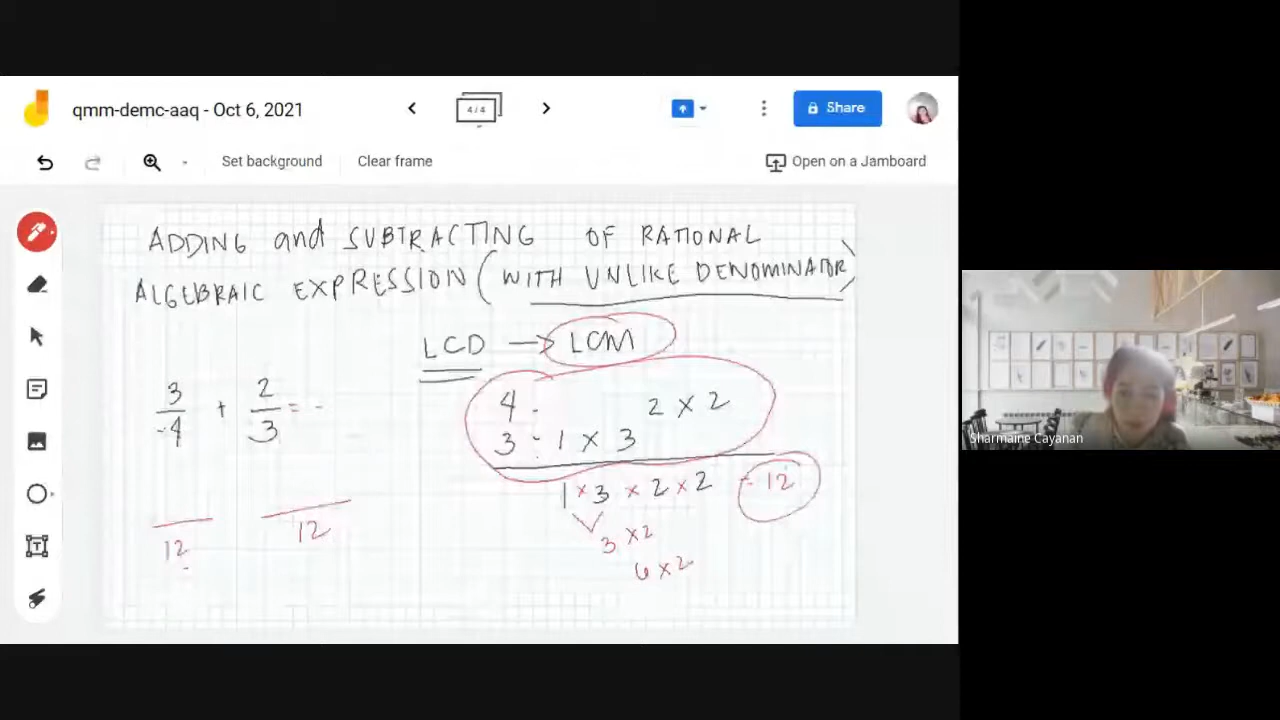 qmm-demc-aaq - Oct 6, 2021
4/4
Share
Set background
Clear frame
Open on a Jamboard
ADDING and SUBTRACTING OF RATIONAL
ALGEBRAIC EXPRESSION (WITH UNLIKE DENOMINATOR)
LCD → LCM
3/4 + 2/3 =
4 - 2 × 2
3 - 1 × 3
1 × 3 × 2 × 2 = 12
3 × 2
6 × 2
12
12
Sharmaine Cayanan